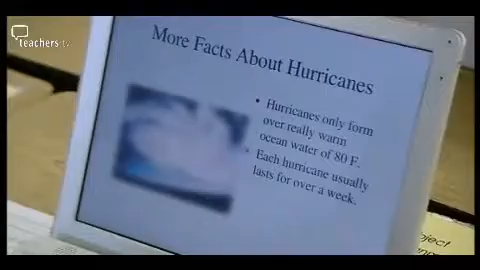 teachers tv
More Facts About Hurricanes
• Hurricanes only form
over really warm
ocean water of 80 F.
• Each hurricane usually
lasts for over a week.